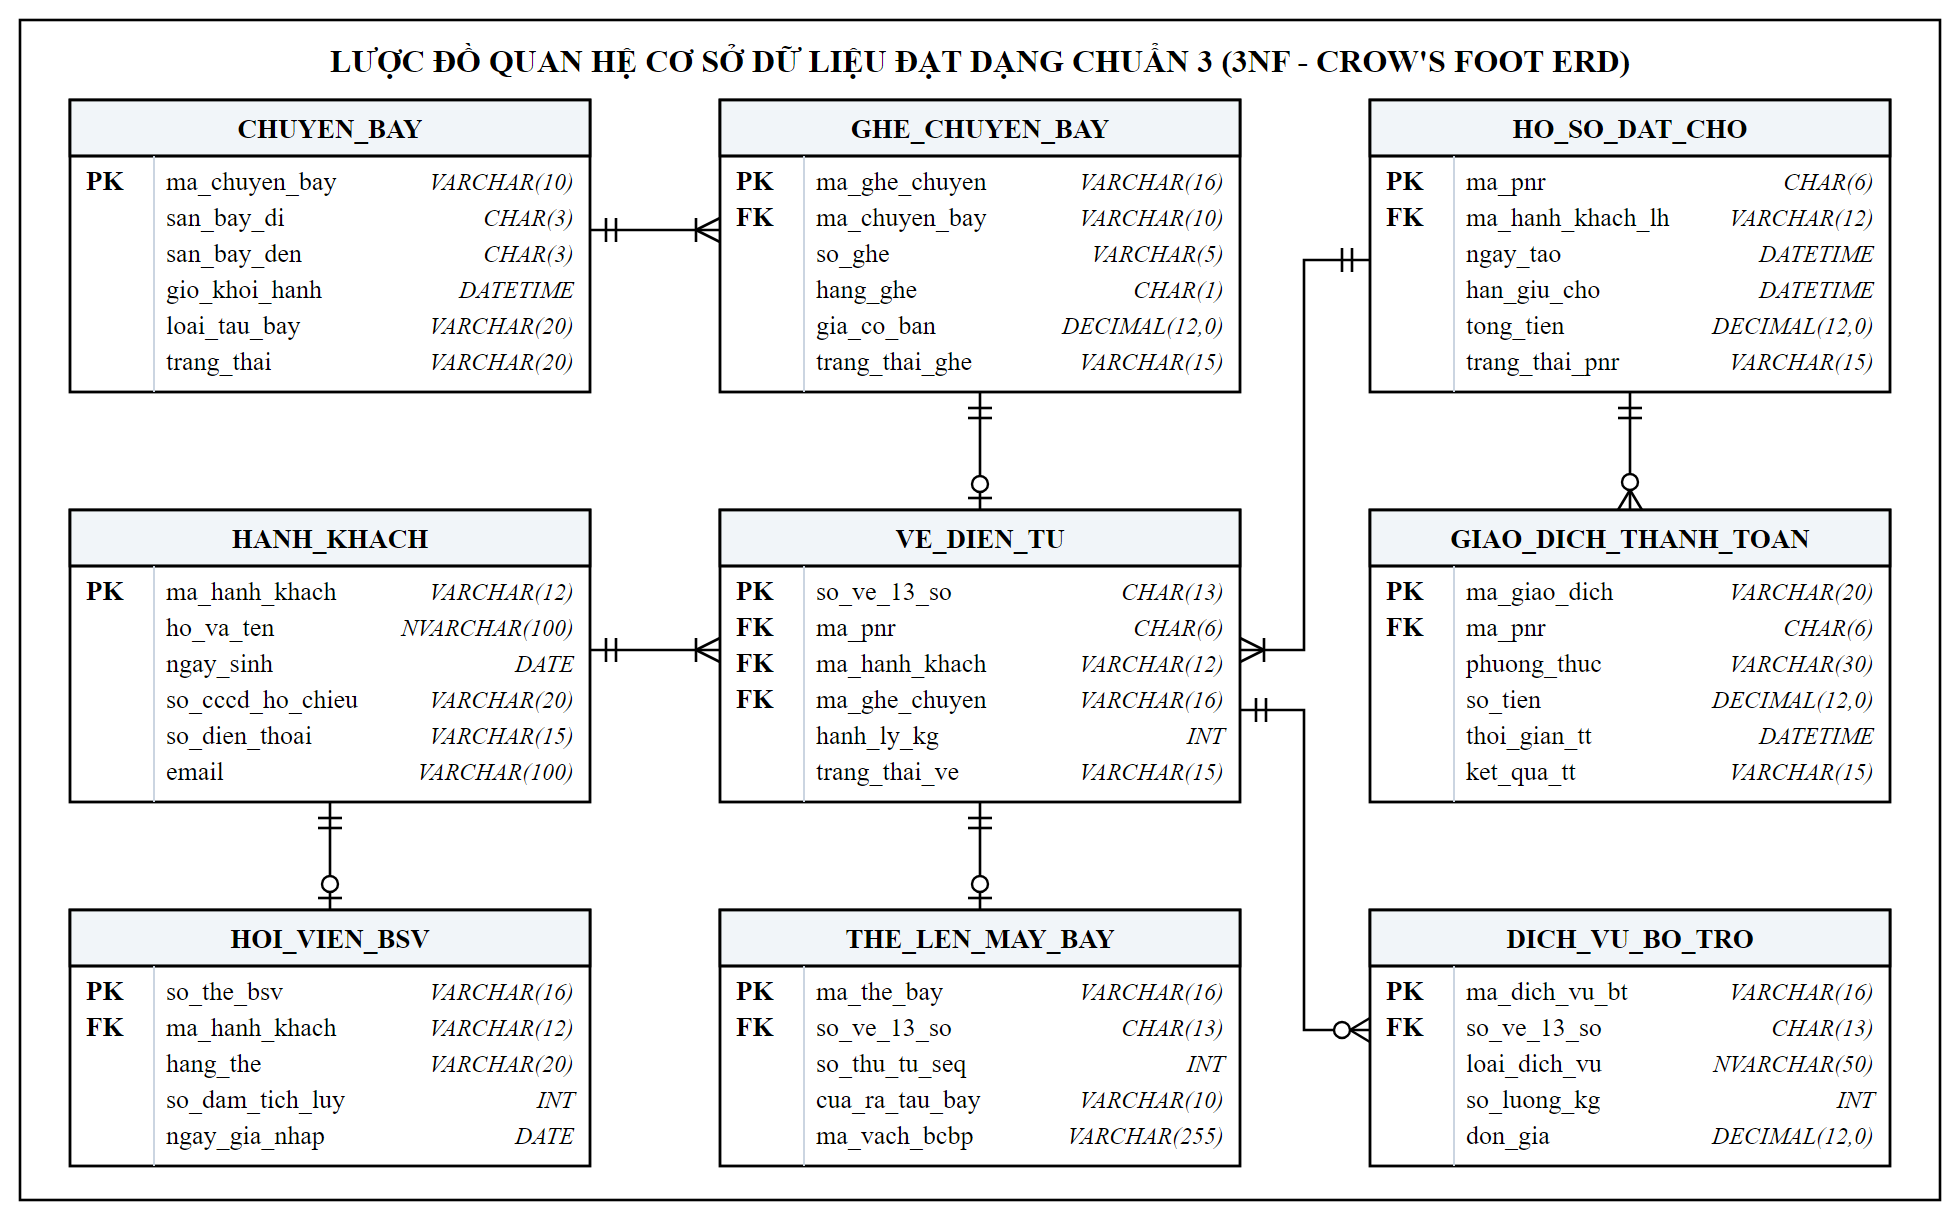 LƯỢC ĐỒ QUAN HỆ CƠ SỞ DỮ LIỆU ĐẠT DẠNG CHUẨN 3 (3NF - CROW'S FOOT ERD)
CHUYEN_BAY
PK ma_chuyen_bay VARCHAR(10)
san_bay_di CHAR(3)
san_bay_den CHAR(3)
gio_khoi_hanh DATETIME
loai_tau_bay VARCHAR(20)
trang_thai VARCHAR(20)
GHE_CHUYEN_BAY
PK ma_ghe_chuyen VARCHAR(16)
FK ma_chuyen_bay VARCHAR(10)
so_ghe VARCHAR(5)
hang_ghe CHAR(1)
gia_co_ban DECIMAL(12,0)
trang_thai_ghe VARCHAR(15)
HO_SO_DAT_CHO
PK ma_pnr CHAR(6)
FK ma_hanh_khach_lh VARCHAR(12)
ngay_tao DATETIME
han_giu_cho DATETIME
tong_tien DECIMAL(12,0)
trang_thai_pnr VARCHAR(15)
HANH_KHACH
PK ma_hanh_khach VARCHAR(12)
ho_va_ten NVARCHAR(100)
ngay_sinh DATE
so_cccd_ho_chieu VARCHAR(20)
so_dien_thoai VARCHAR(15)
email VARCHAR(100)
VE_DIEN_TU
PK so_ve_13_so CHAR(13)
FK ma_pnr CHAR(6)
FK ma_hanh_khach VARCHAR(12)
FK ma_ghe_chuyen VARCHAR(16)
hanh_ly_kg INT
trang_thai_ve VARCHAR(15)
GIAO_DICH_THANH_TOAN
PK ma_giao_dich VARCHAR(20)
FK ma_pnr CHAR(6)
phuong_thuc VARCHAR(30)
so_tien DECIMAL(12,0)
thoi_gian_tt DATETIME
ket_qua_tt VARCHAR(15)
HOI_VIEN_BSV
PK so_the_bsv VARCHAR(16)
FK ma_hanh_khach VARCHAR(12)
hang_the VARCHAR(20)
so_dam_tich_luy INT
ngay_gia_nhap DATE
THE_LEN_MAY_BAY
PK ma_the_bay VARCHAR(16)
FK so_ve_13_so CHAR(13)
so_thu_tu_seq INT
cua_ra_tau_bay VARCHAR(10)
ma_vach_bcbp VARCHAR(255)
DICH_VU_BO_TRO
PK ma_dich_vu_bt VARCHAR(16)
FK so_ve_13_so CHAR(13)
loai_dich_vu NVARCHAR(50)
so_luong_kg INT
don_gia DECIMAL(12,0)